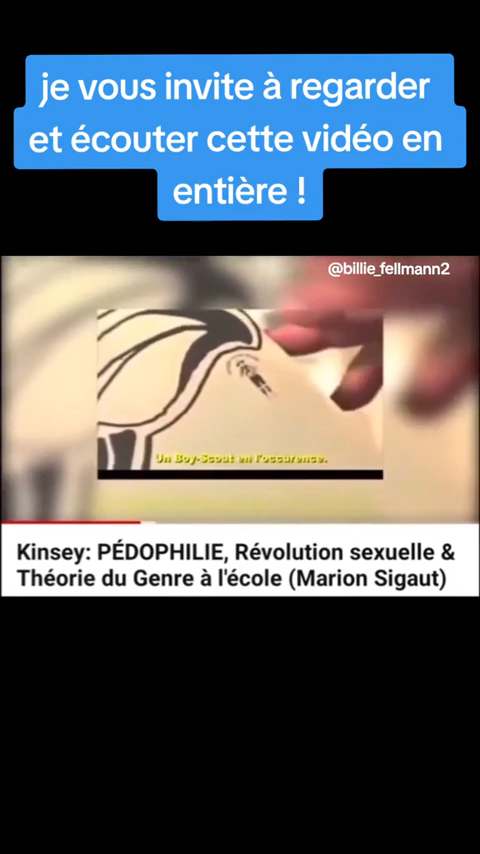 je vous invite à regarder
et écouter cette vidéo en
entière !
@billie_fellmann2
Un Boy-Scout en l'occurence.
Kinsey: PÉDOPHILIE, Révolution sexuelle &
Théorie du Genre à l'école (Marion Sigaut)